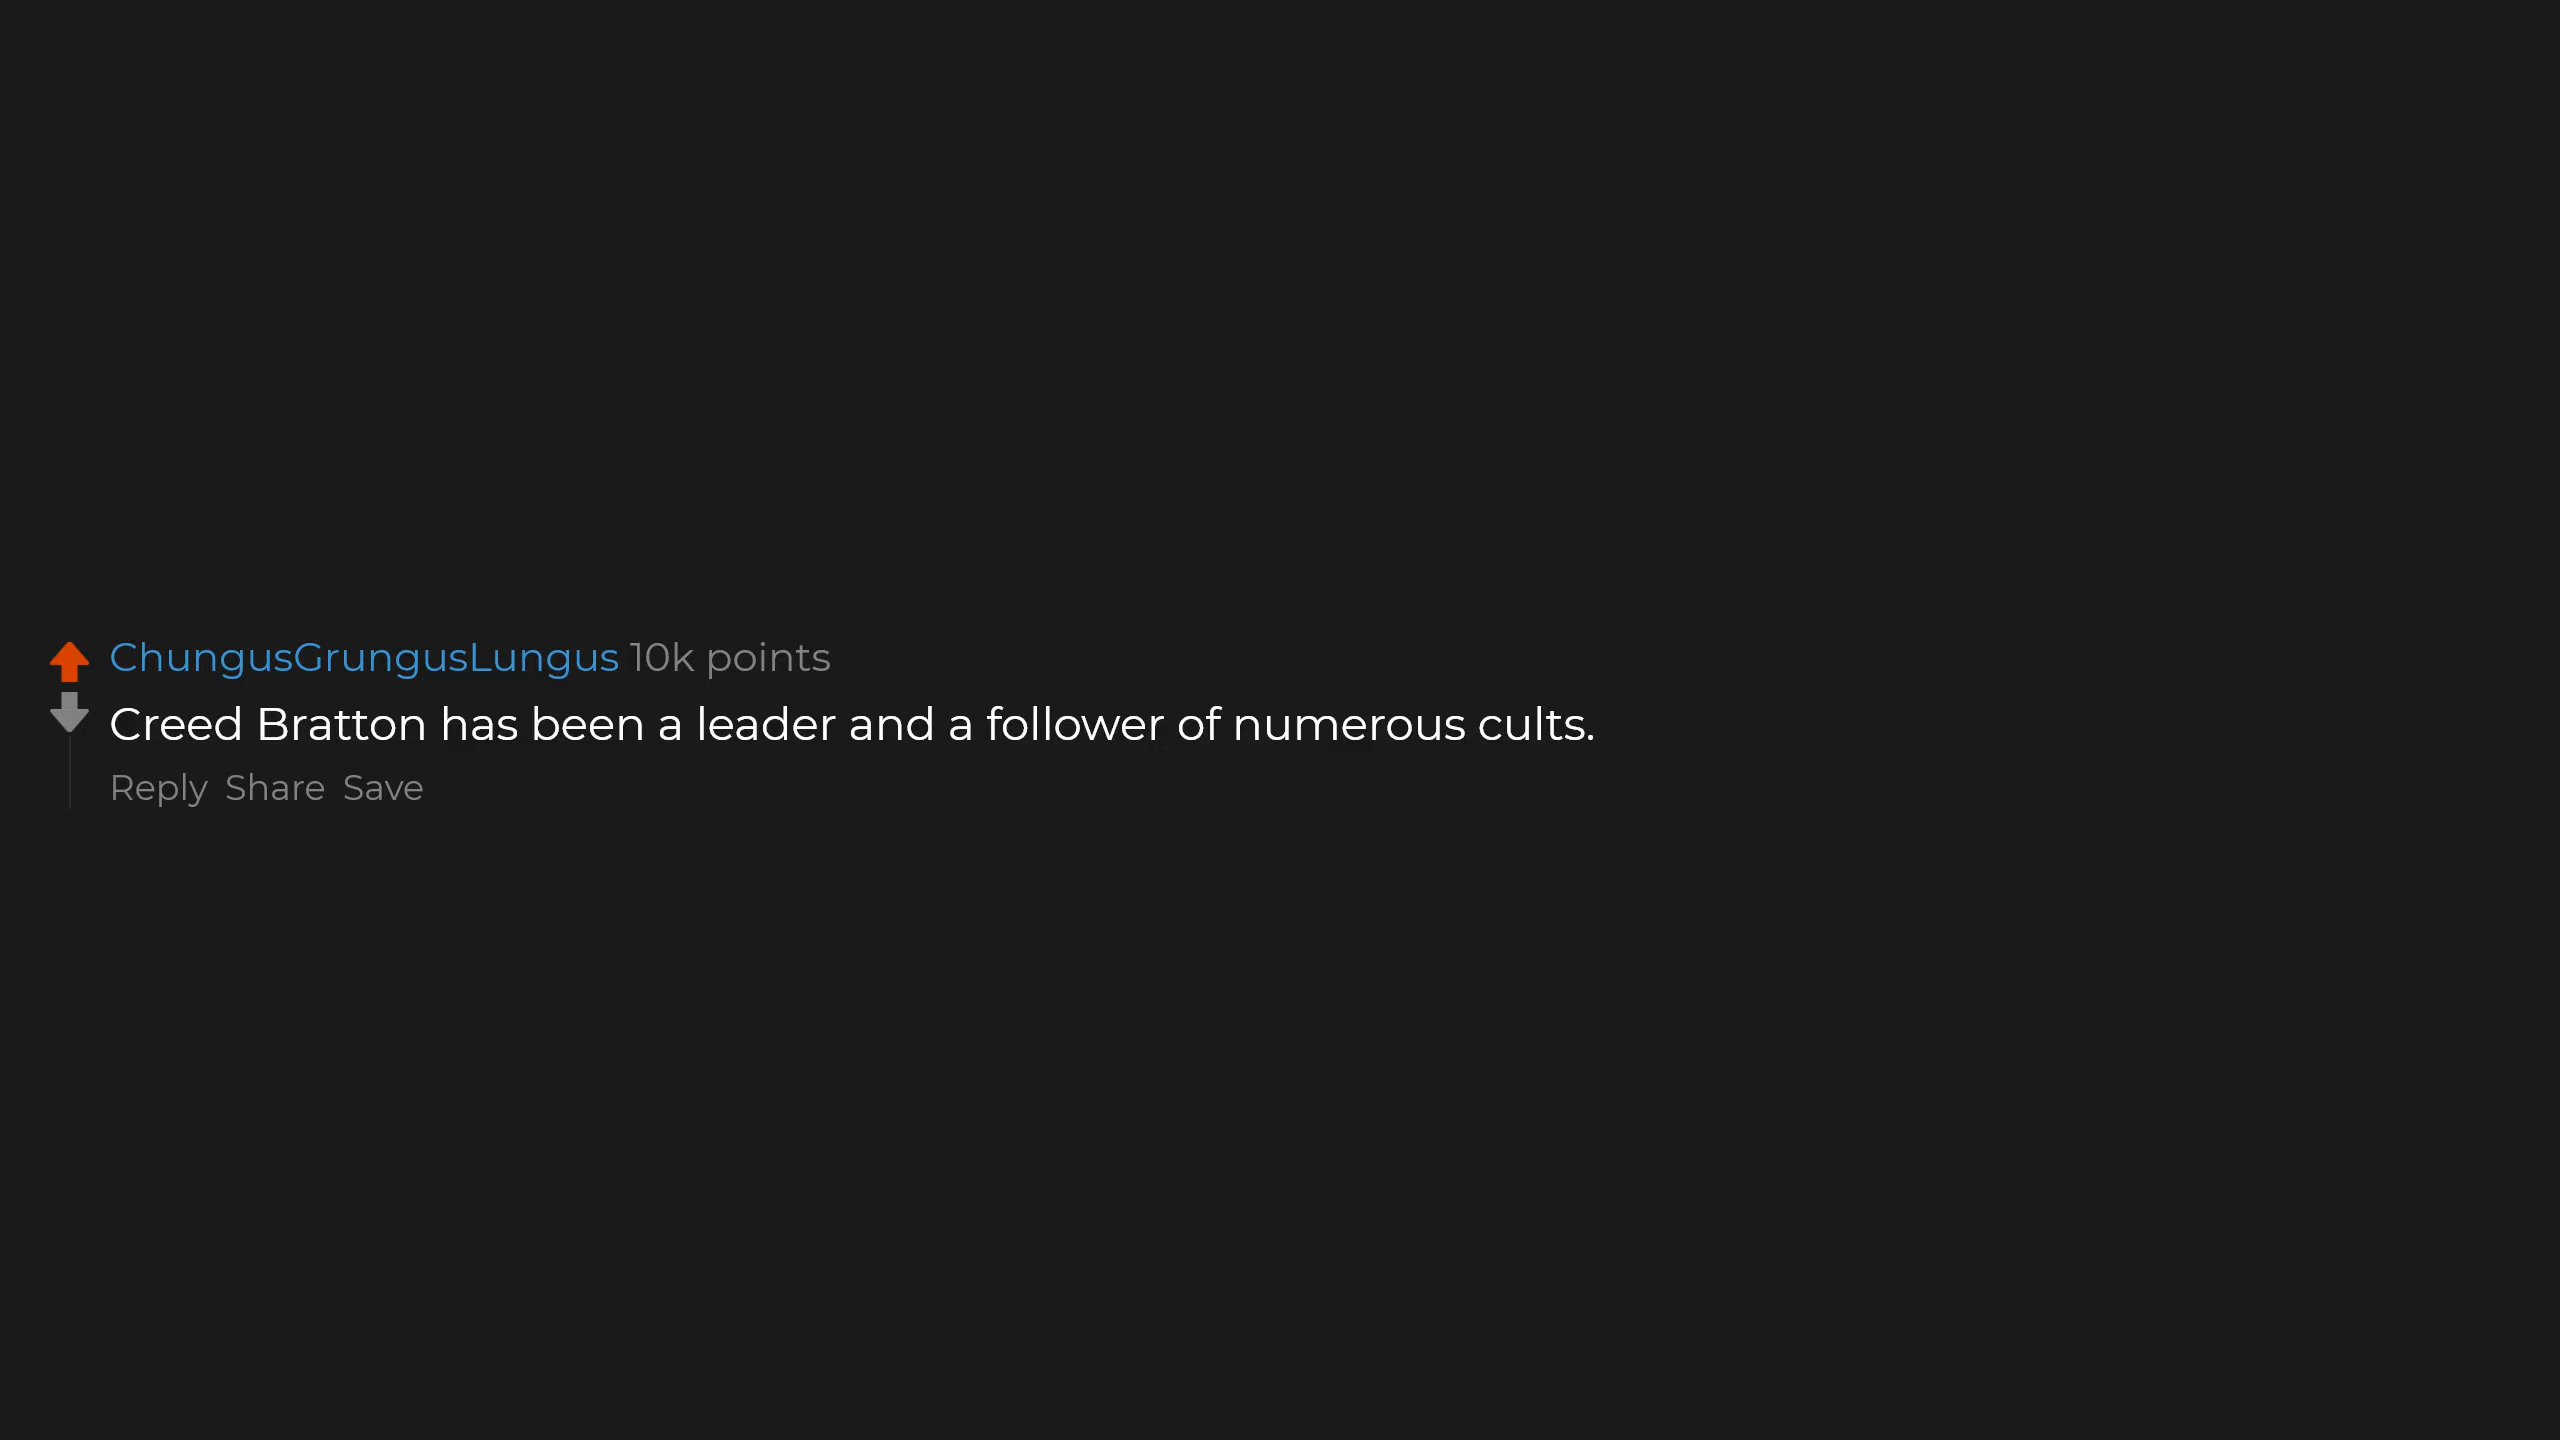 ChungusGrungusLungus 10k points
Creed Bratton has been a leader and a follower of numerous cults.
Reply Share Save